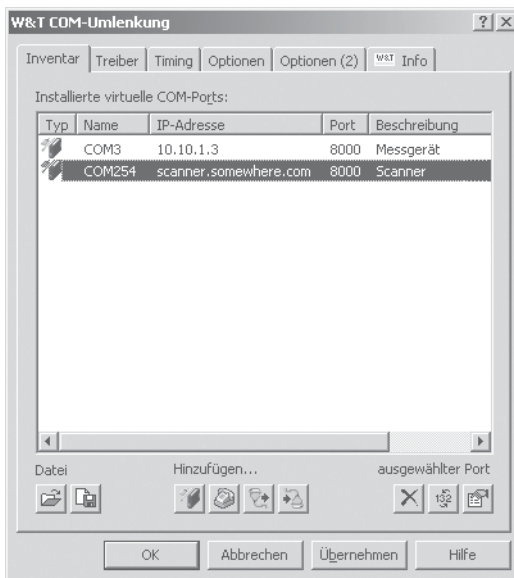 W&T COM-Umlenkung
Inventar Treiber Timing Optionen Optionen (2) W&T Info
Installierte virtuelle COM-Ports:
Typ Name IP-Adresse Port Beschreibung
COM3 10.10.1.3 8000 Messgerät
COM254 scanner.somewhere.com 8000 Scanner
Datei Hinzufügen... ausgewählter Port
132
OK Abbrechen Übernehmen Hilfe